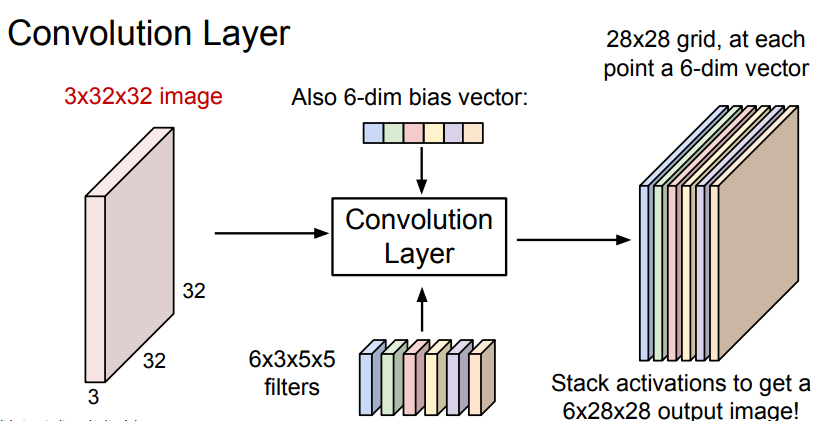 Convolution Layer
3x32x32 image
Also 6-dim bias vector:
28x28 grid, at each
point a 6-dim vector
Convolution
Layer
32
32
3
6x3x5x5
filters
Stack activations to get a
6x28x28 output image!